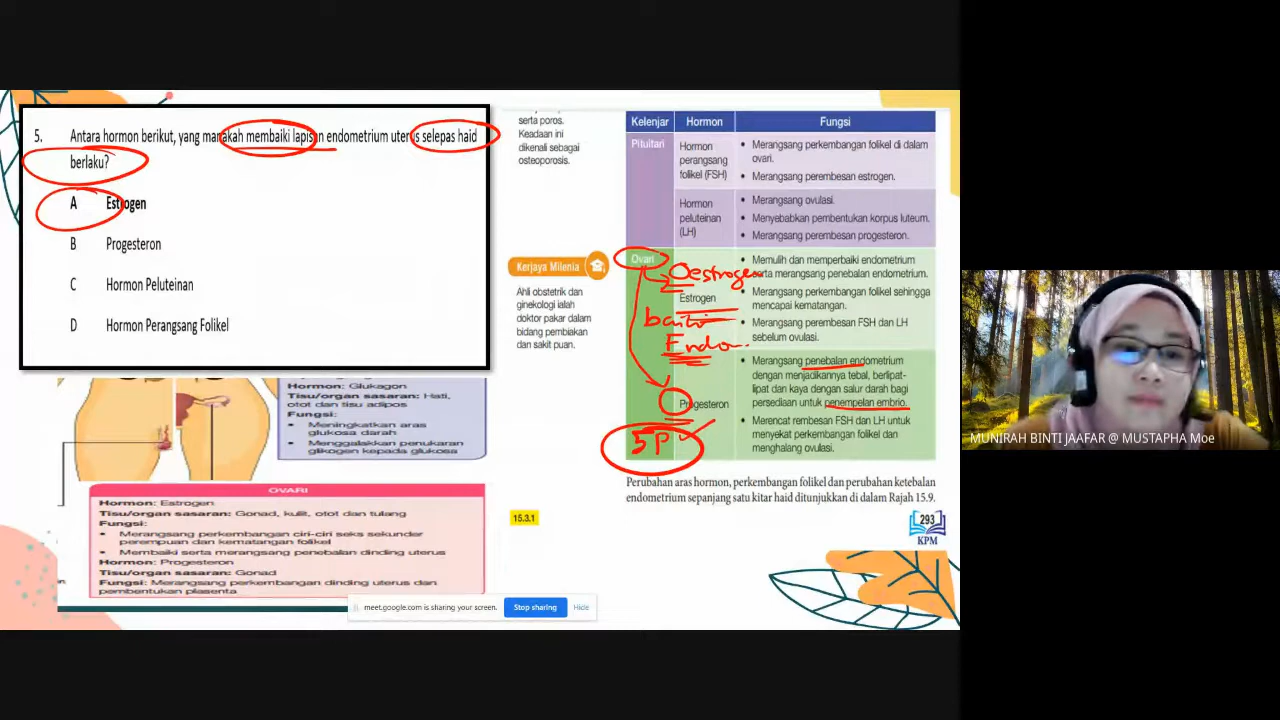 5. Antara hormon berikut, yang manakah membaiki lapisan endometrium uterus selepas haid
berlaku?
A Estrogen
B Progesteron
C Hormon Peluteinan
D Hormon Perangsang Folikel
Hormon: Glukagon
Tisu/organ sasaran: Hati,
otot dan tisu adipos
Fungsi:
• Meningkatkan aras
glukosa darah
• Menggalakkan penukaran
glikogen kepada glukosa
OVARI
Hormon: Estrogen
Tisu/organ sasaran: Gonad, kulit, otot dan tulang
Fungsi:
• Merangsang perkembangan ciri-ciri seks sekunder
perempuan dan kematangan folikel
• Membaiki serta merangsang penebalan dinding uterus
Hormon: Progesteron
Tisu/organ sasaran: Gonad
Fungsi: Merangsang perkembangan dinding uterus dan
pembentukan plasenta
serta poros.
Keadaan ini
dikenali sebagai
osteoporosis.
Kerjaya Milenia
Ahli obstetrik dan
ginekologi ialah
doktor pakar dalam
bidang pembiakan
dan sakit puan.
15.3.1
Kelenjar Hormon Fungsi
Pituitari
Hormon
perangsang
folikel (FSH)
• Merangsang perkembangan folikel di dalam
ovari.
• Merangsang perembesan estrogen.
Hormon
peluteinan
(LH)
• Merangsang ovulasi.
• Menyebabkan pembentukan korpus luteum.
• Merangsang perembesan progesteron.
Ovari
Oestrogen
Estrogen
baiki
Endo
• Memulih dan memperbaiki endometrium
serta merangsang penebalan endometrium.
• Merangsang perkembangan folikel sehingga
mencapai kematangan.
• Merangsang perembesan FSH dan LH
sebelum ovulasi.
Progesteron
5P
• Merangsang penebalan endometrium
dengan menjadikannya tebal, berlipat-
lipat dan kaya dengan salur darah bagi
persediaan untuk penempelan embrio.
• Merencat rembesan FSH dan LH untuk
menyekat perkembangan folikel dan
menghalang ovulasi.
Perubahan aras hormon, perkembangan folikel dan perubahan ketebalan
endometrium sepanjang satu kitar haid ditunjukkan di dalam Rajah 15.9.
293
KPM
meet.google.com is sharing your screen. Stop sharing Hide
MUNIRAH BINTI JAAFAR @ MUSTAPHA Moe